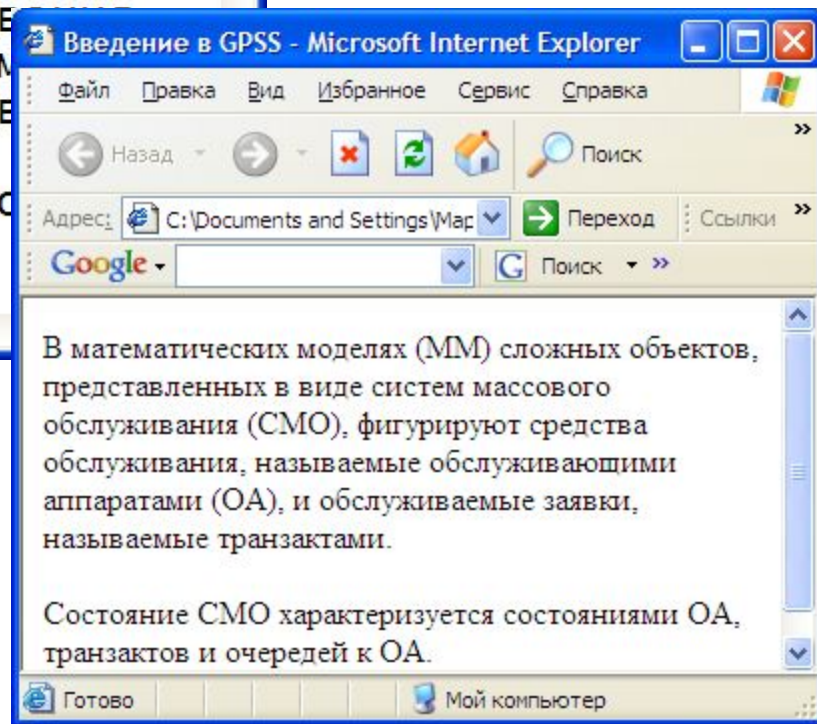 Введение в GPSS - Microsoft Internet Explorer
Файл Правка Вид Избранное Сервис Справка
Назад Поиск
Адрес: C:\Documents and Settings\Мар Переход Ссылки
Google Поиск
В математических моделях (ММ) сложных объектов,
представленных в виде систем массового
обслуживания (СМО), фигурируют средства
обслуживания, называемые обслуживающими
аппаратами (ОА), и обслуживаемые заявки,
называемые транзактами.
Состояние СМО характеризуется состояниями ОА,
транзактов и очередей к ОА.
Готово Мой компьютер